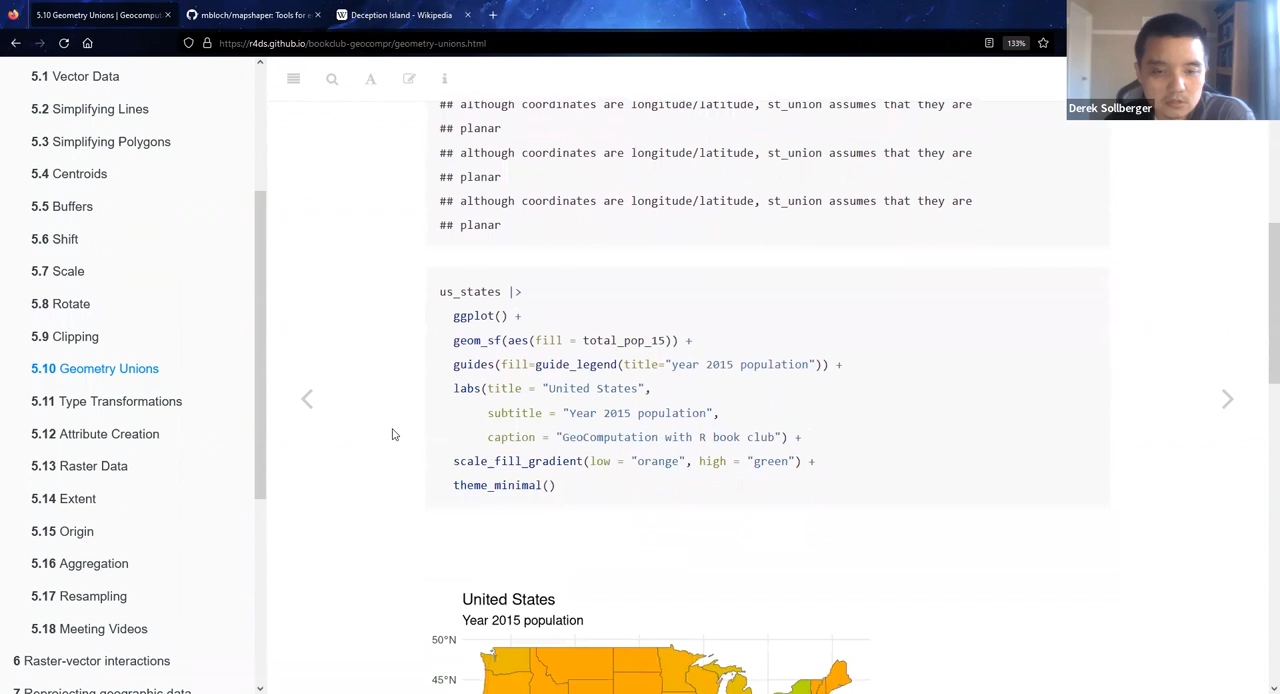 5.10 Geometry Unions | Geocomput
mbloch/mapshaper: Tools for e
Deception Island - Wikipedia
https://r4ds.github.io/bookclub-geocompr/geometry-unions.html
133%
Derek Sollberger
5.1 Vector Data
5.2 Simplifying Lines
5.3 Simplifying Polygons
5.4 Centroids
5.5 Buffers
5.6 Shift
5.7 Scale
5.8 Rotate
5.9 Clipping
5.10 Geometry Unions
5.11 Type Transformations
5.12 Attribute Creation
5.13 Raster Data
5.14 Extent
5.15 Origin
5.16 Aggregation
5.17 Resampling
5.18 Meeting Videos
6 Raster-vector interactions
7 Reprojecting geographic data
## although coordinates are longitude/latitude, st_union assumes that they are
## planar
## although coordinates are longitude/latitude, st_union assumes that they are
## planar
## although coordinates are longitude/latitude, st_union assumes that they are
## planar
us_states |>
ggplot() +
geom_sf(aes(fill = total_pop_15)) +
guides(fill=guide_legend(title="year 2015 population")) +
labs(title = "United States",
subtitle = "Year 2015 population",
caption = "GeoComputation with R book club") +
scale_fill_gradient(low = "orange", high = "green") +
theme_minimal()
United States
Year 2015 population
50°N
45°N